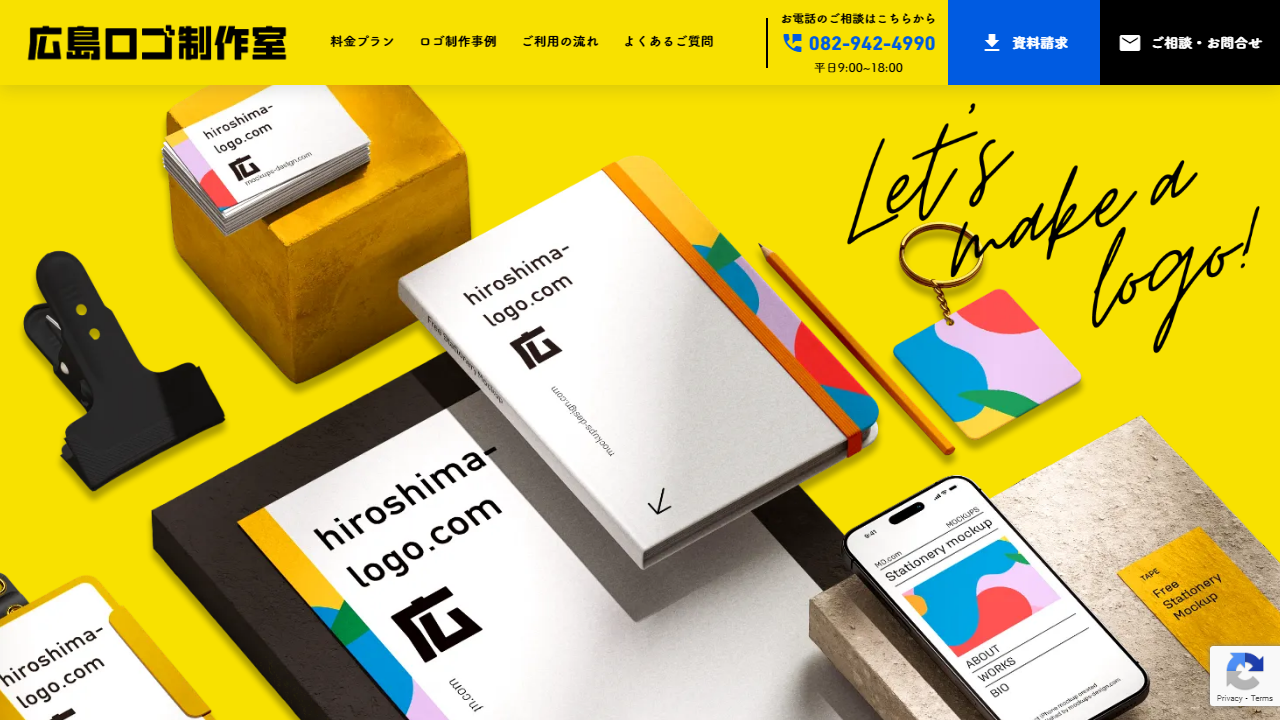 広島ロゴ制作室
料金プラン
ロゴ制作事例
ご利用の流れ
よくあるご質問
お電話のご相談はこちらから
082-942-4990
平日9:00~18:00
資料請求
ご相談・お問合せ
Let's
make a
logo!
hiroshima-
logo.com
広
mockups-design.com
hiroshima-
logo.com
広
mockups-design.com
hiroshima-
logo.com
広
m.com
hiroshima-
logo.com
9:41
MD.com
MOCKUPS
Stationery mockup
ABOUT
WORKS
BIO
TAPE
Free
Stationery
Mockup
Privacy - Terms